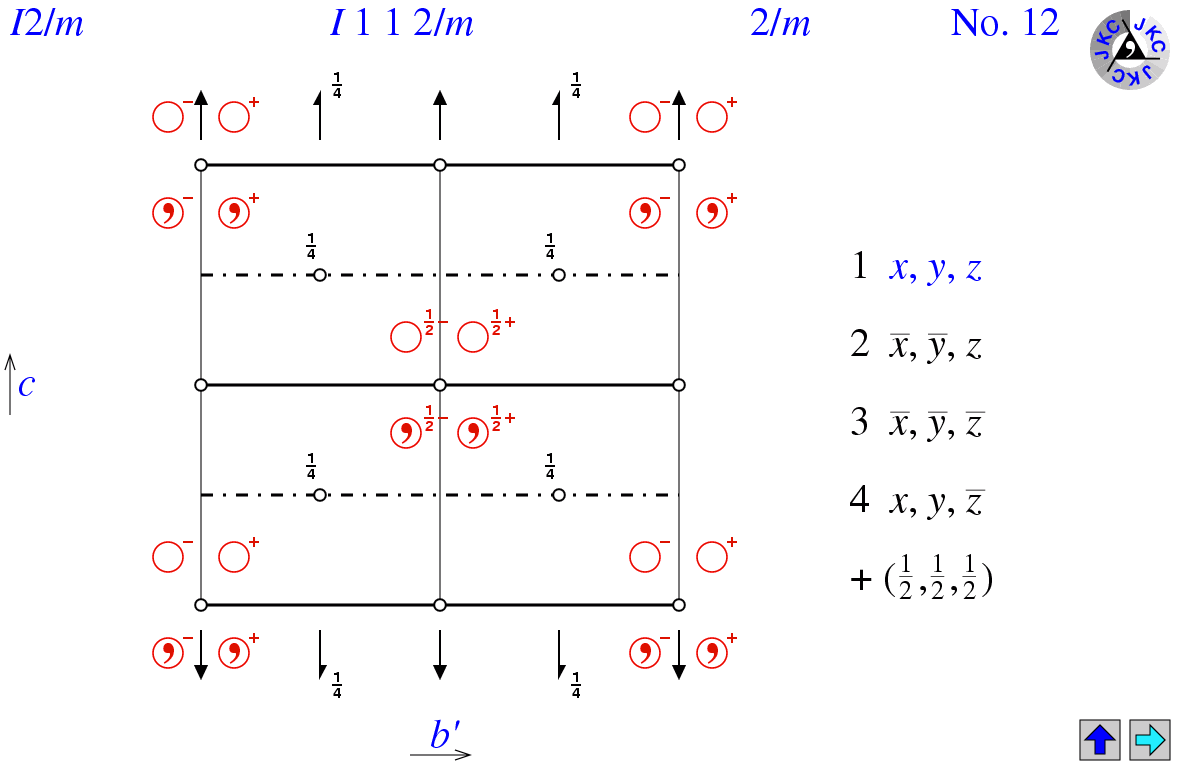 I2/m I 1 1 2/m 2/m No. 12
JKC JKC JKC
1/4 1/4
− + − +
− + − +
1/4 1/4
1/2− 1/2+
c
1/2− 1/2+
1/4 1/4
− + − +
− + − +
1/4 1/4
b′
1 x, y, z
2 x̅, y̅, z
3 x̅, y̅, z̅
4 x, y, z̅
+ (1/2, 1/2, 1/2)